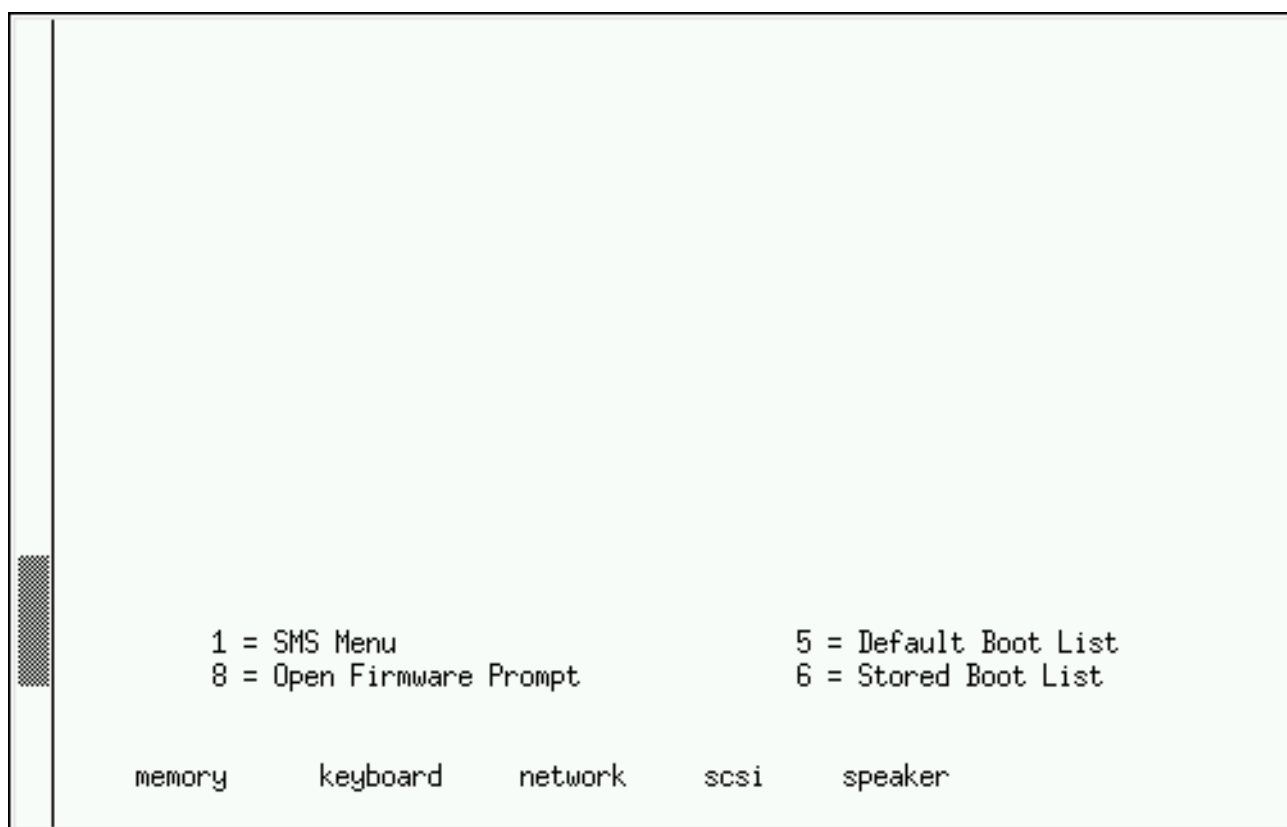 1 = SMS Menu 5 = Default Boot List
8 = Open Firmware Prompt 6 = Stored Boot List
memory keyboard network scsi speaker